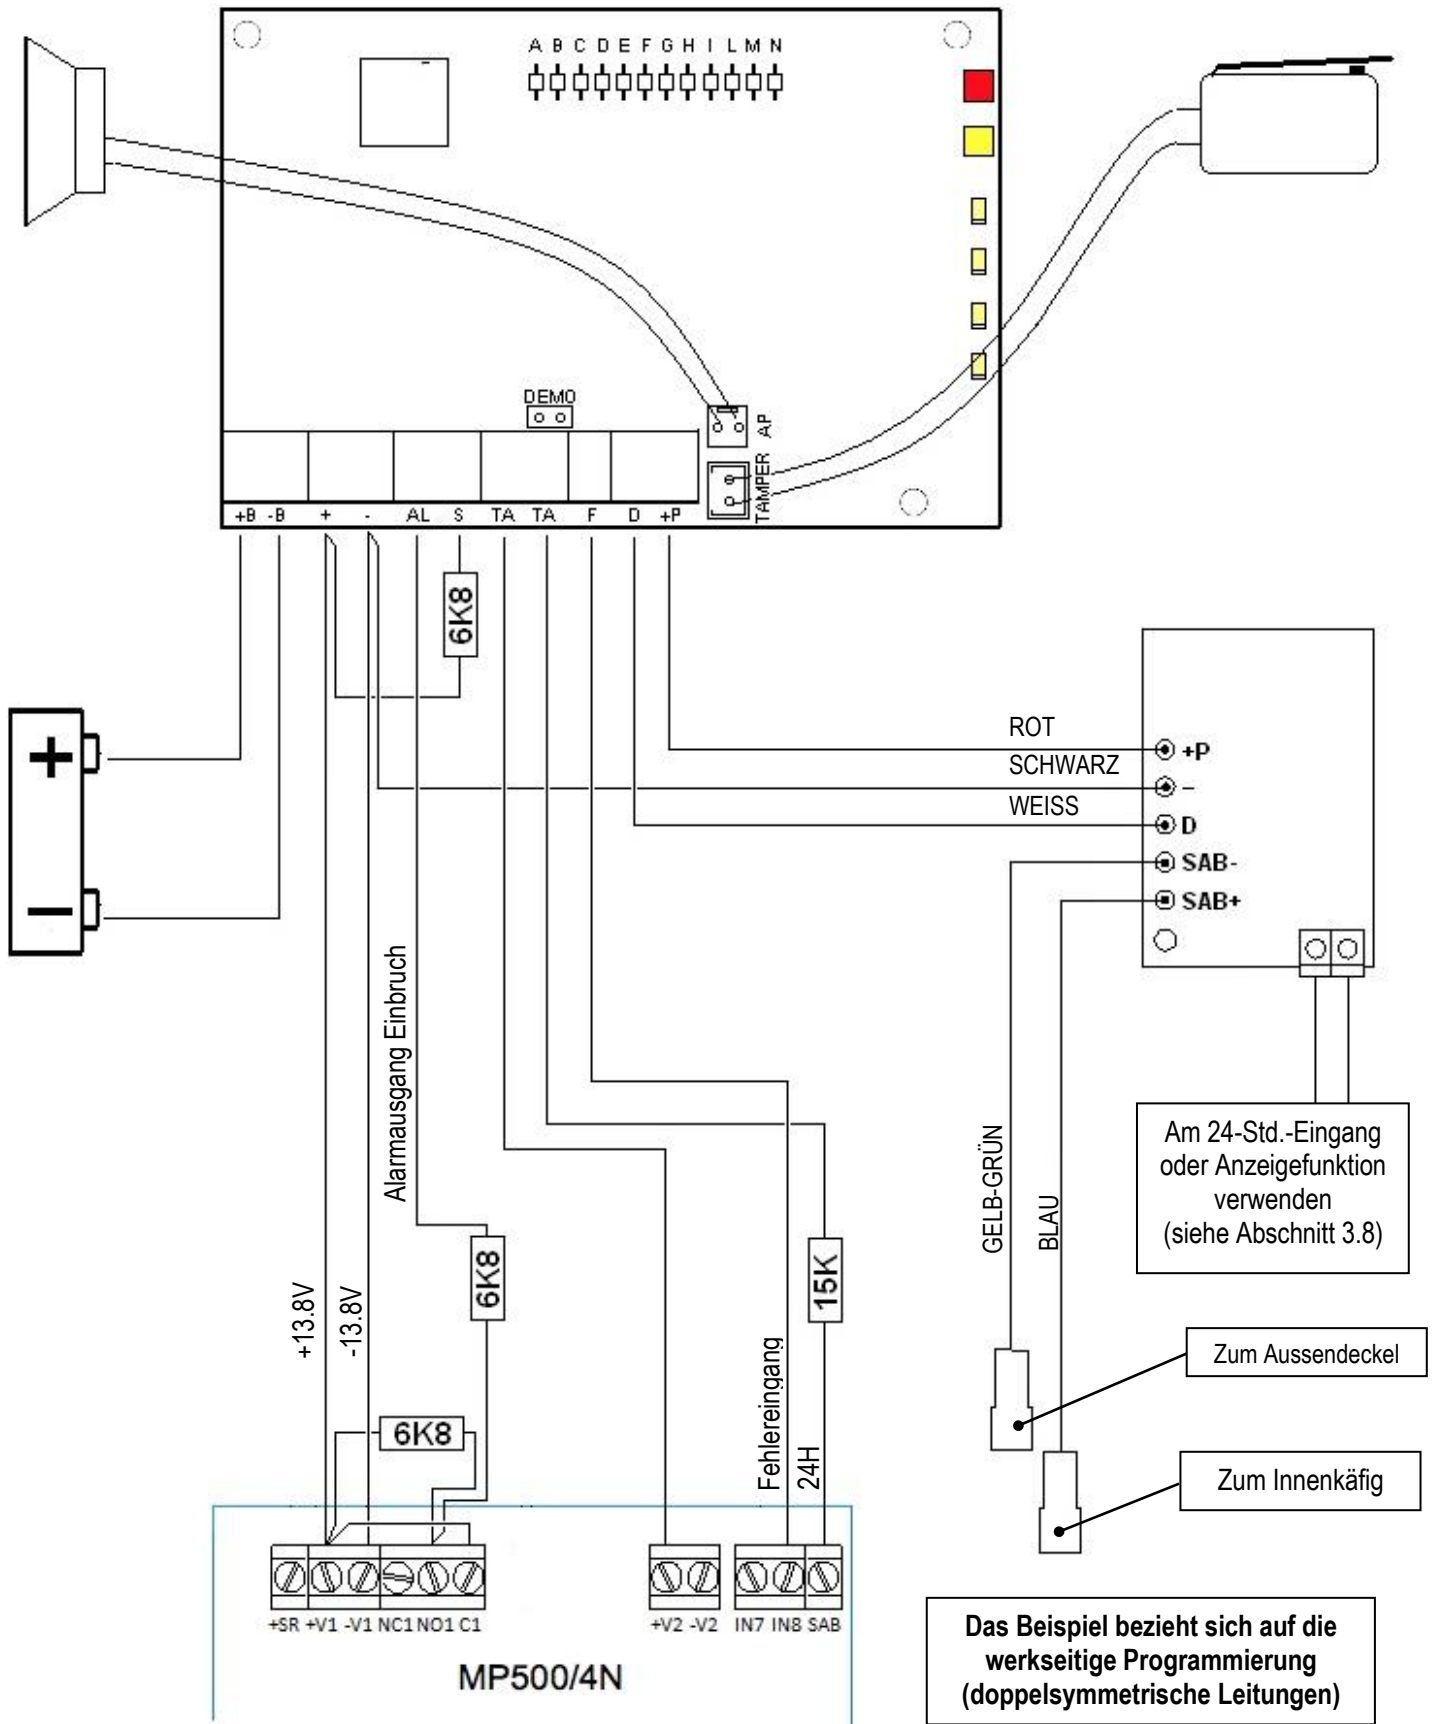 A B C D E F G H I L M N
DEMO
AP
TAMPER
+B -B + - AL S TA TA F D +P
6K8
+
−
ROT
SCHWARZ
WEISS
+P
–
D
SAB-
SAB+
Alarmausgang Einbruch
GELB-GRÜN
BLAU
Am 24-Std.-Eingang
oder Anzeigefunktion
verwenden
(siehe Abschnitt 3.8)
+13.8V
-13.8V
6K8
15K
Fehlereingang
24H
6K8
Zum Aussendeckel
Zum Innenkäfig
+SR +V1 -V1 NC1 NO1 C1
+V2 -V2 IN7 IN8 SAB
MP500/4N
Das Beispiel bezieht sich auf die
werkseitige Programmierung
(doppelsymmetrische Leitungen)